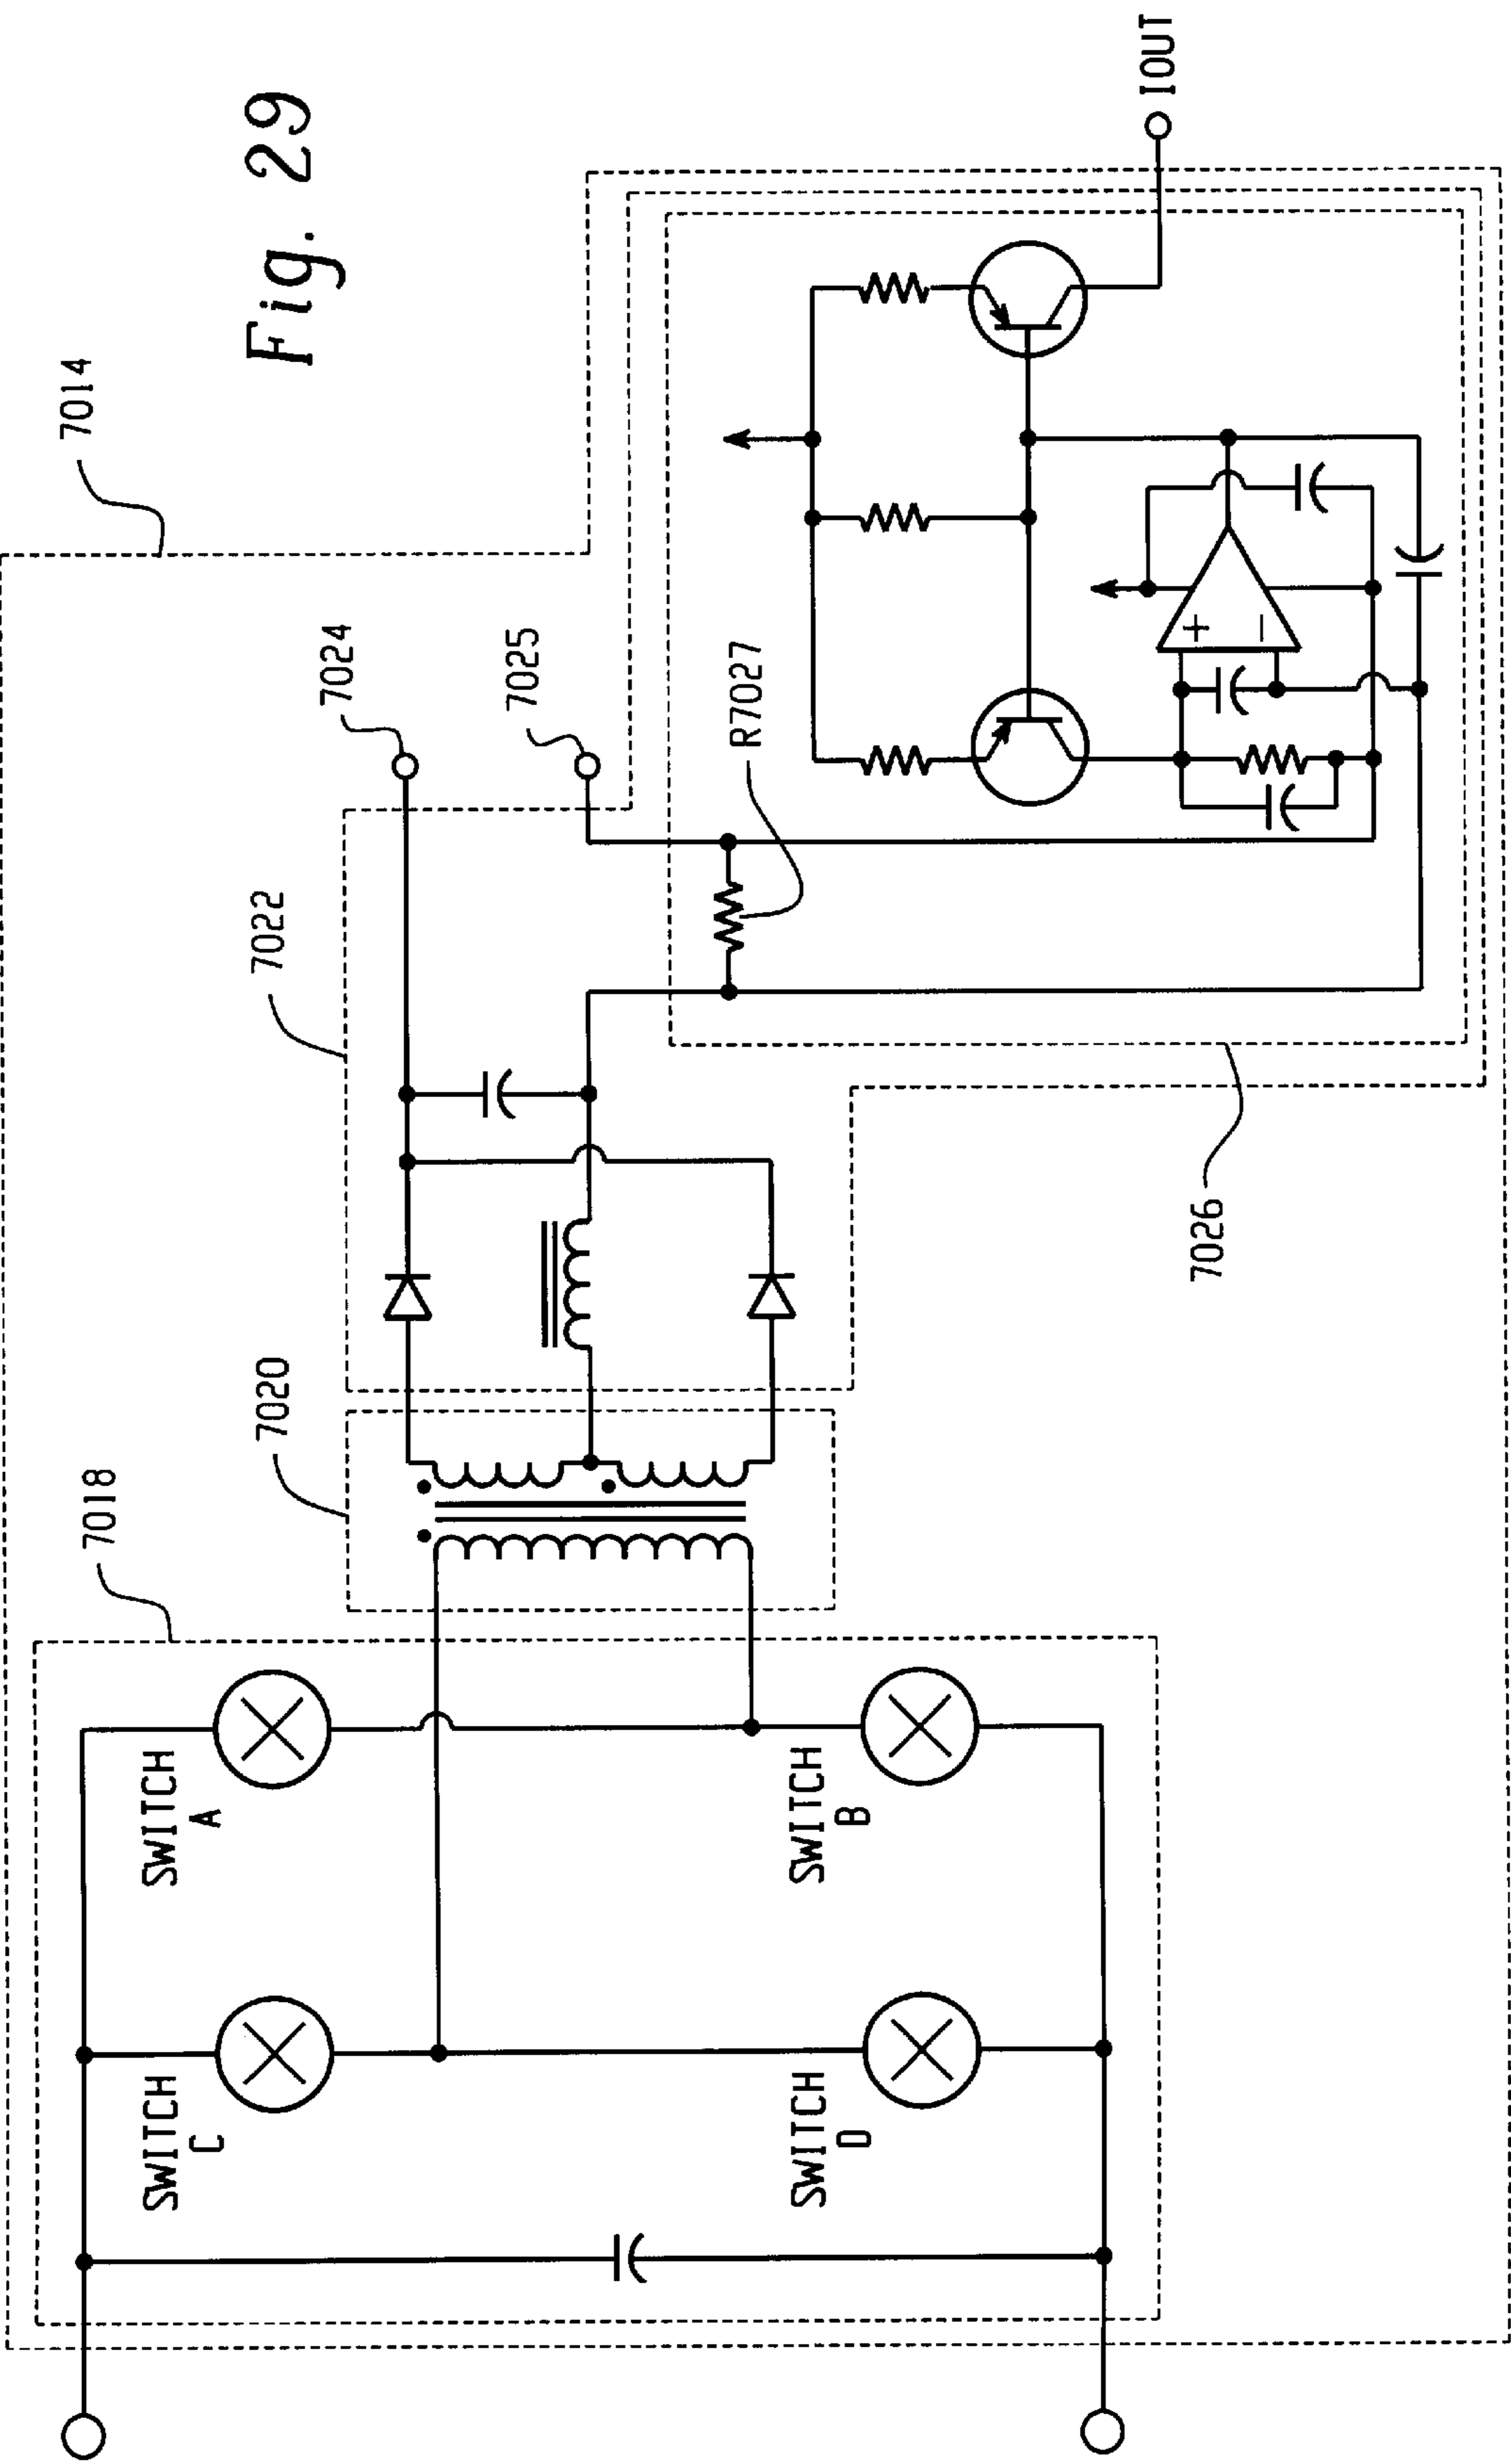 Fig. 29
7014
7018
7020
7022
7024
7025
R7027
7026
SWITCH
A
SWITCH
B
SWITCH
C
SWITCH
D
+
−
IOUT